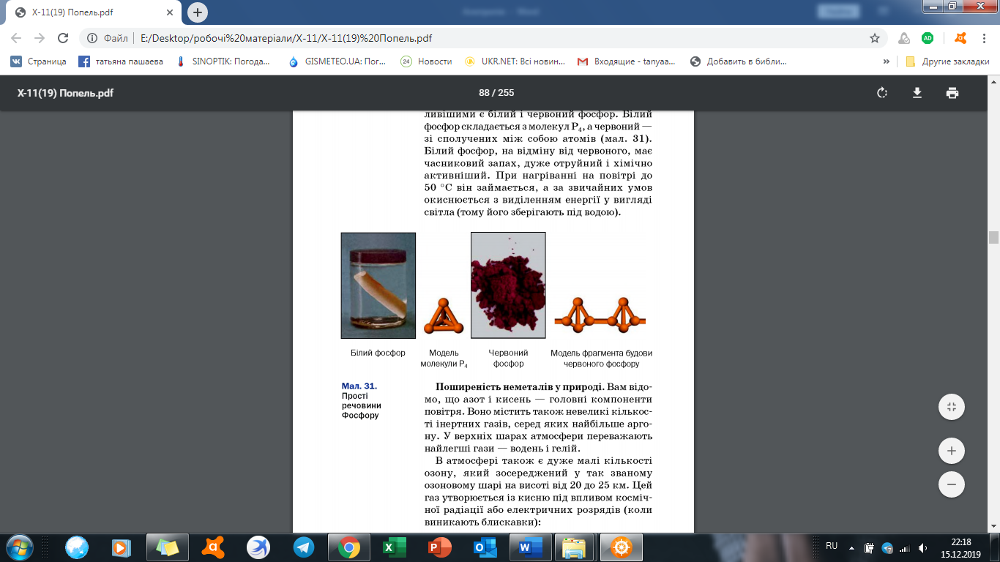 X-11(19) Попель.pdf
Файл
E:/Desktop/робочі%20матеріали/X-11/X-11(19)%20Попель.pdf
Страница
татьяна пашаева
SINOPTIK: Погода...
GISMETEO.UA: Пог...
24 Новости
UKR.NET: Всі новин...
Входящие - tanyaa...
Добавить в библи...
»
Другие закладки
X-11(19) Попель.pdf
88 / 255
ливішими є білий і червоний фосфор. Білий
фосфор складається з молекул P4, а червоний —
зі сполучених між собою атомів (мал. 31).
Білий фосфор, на відміну від червоного, має
часниковий запах, дуже отруйний і хімічно
активніший. При нагріванні на повітрі до
50 °С він займається, а за звичайних умов
окиснюється з виділенням енергії у вигляді
світла (тому його зберігають під водою).
Білий фосфор
Модель
молекули P4
Червоний
фосфор
Модель фрагмента будови
червоного фосфору
Мал. 31.
Прості
речовини
Фосфору
Поширеність неметалів у природі. Вам відо-
мо, що азот і кисень — головні компоненти
повітря. Воно містить також невеликі кількос-
ті інертних газів, серед яких найбільше арго-
ну. У верхніх шарах атмосфери переважають
найлегші гази — водень і гелій.
В атмосфері також є дуже малі кількості
озону, який зосереджений у так званому
озоновому шарі на висоті від 20 до 25 км. Цей
газ утворюється із кисню під впливом косміч-
ної радіації або електричних розрядів (коли
виникають блискавки):
RU
22:18
15.12.2019